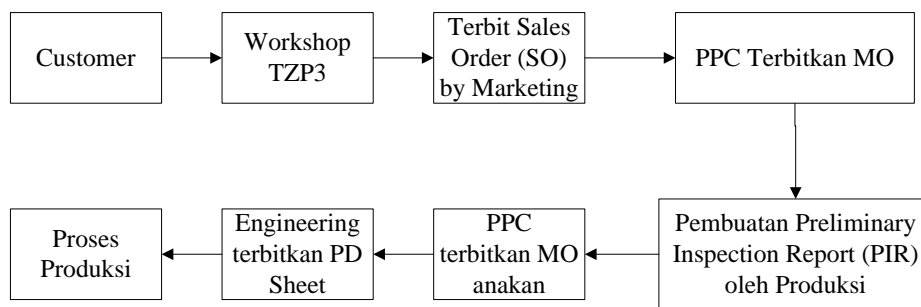 Customer
Workshop
TZP3
Terbit Sales
Order (SO)
by Marketing
PPC Terbitkan MO
Pembuatan Preliminary
Inspection Report (PIR)
oleh Produksi
PPC
terbitkan MO
anakan
Engineering
terbitkan PD
Sheet
Proses
Produksi